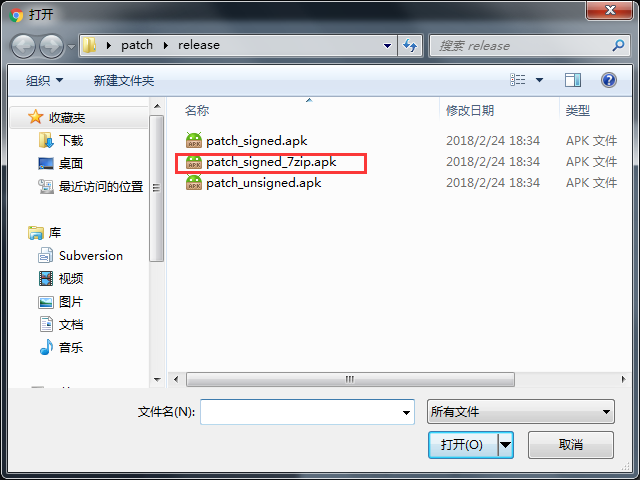 打开
patch release
搜索 release
组织 新建文件夹
收藏夹
下载
桌面
最近访问的位置
库
Subversion
视频
图片
文档
音乐
名称 修改日期 类型
patch_signed.apk 2018/2/24 18:34 APK 文件
patch_signed_7zip.apk 2018/2/24 18:34 APK 文件
patch_unsigned.apk 2018/2/24 18:34 APK 文件
文件名(N): 所有文件
打开(O) 取消